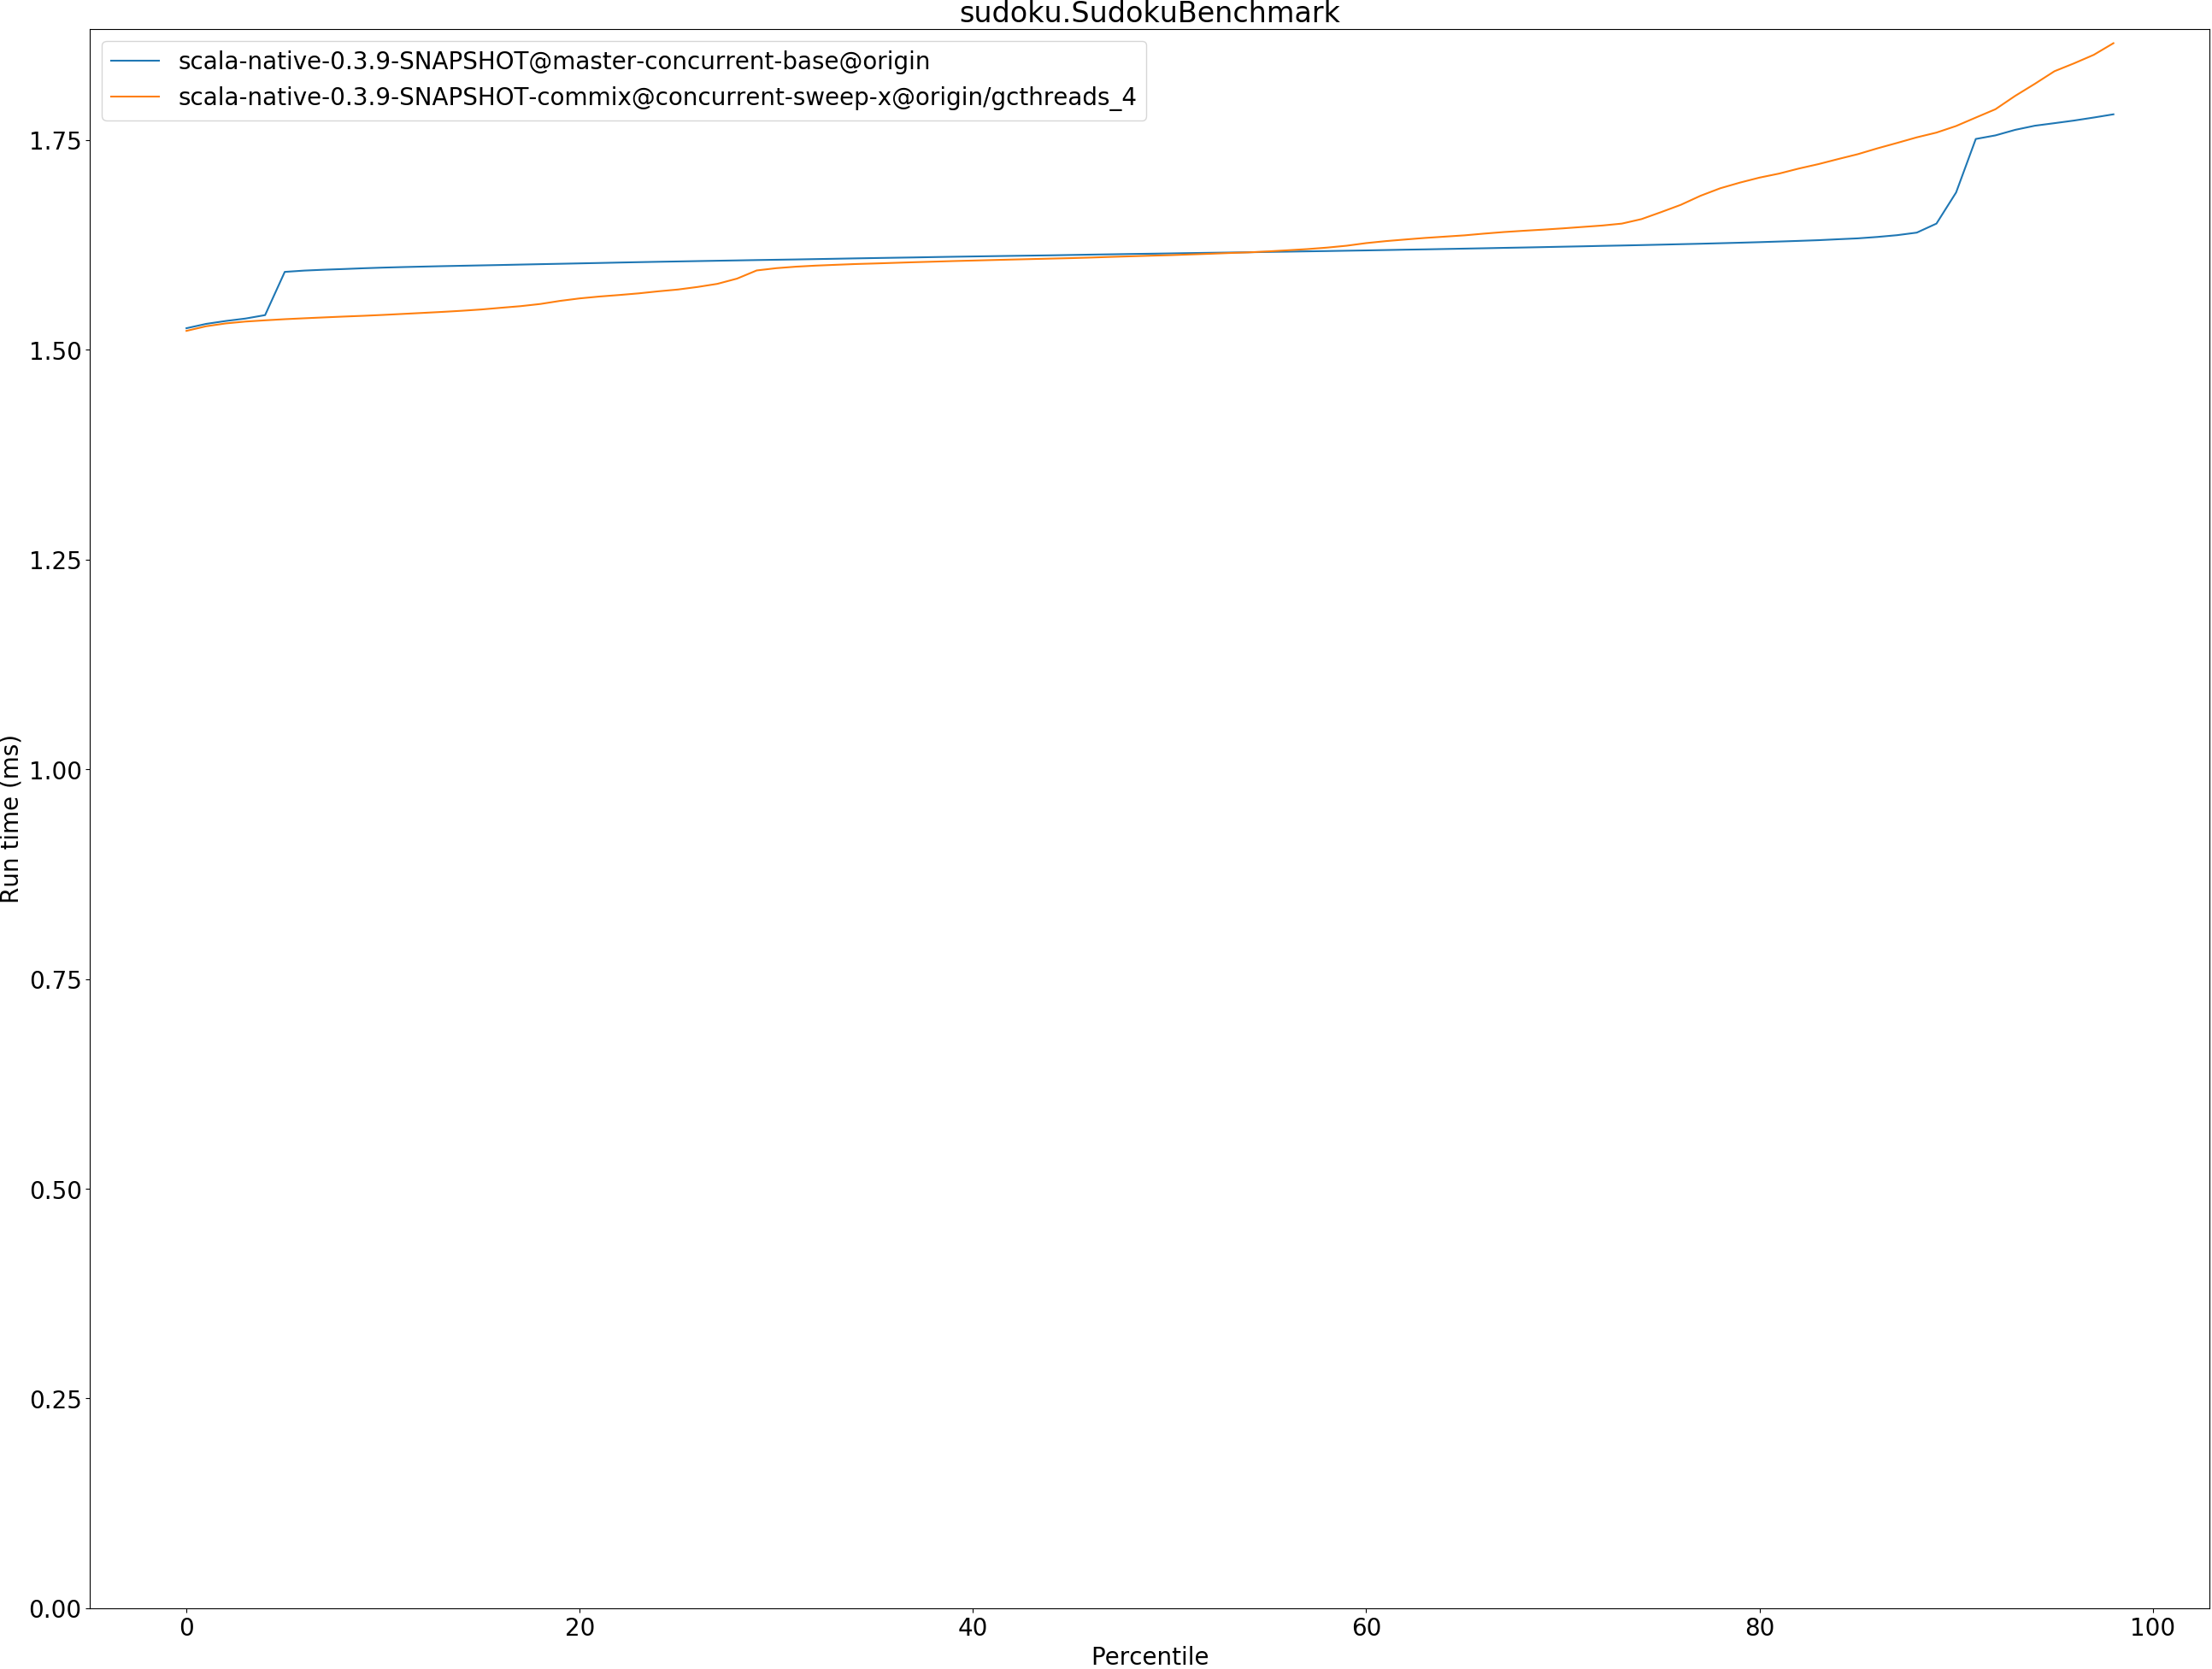 sudoku.SudokuBenchmark
scala-native-0.3.9-SNAPSHOT@master-concurrent-base@origin
scala-native-0.3.9-SNAPSHOT-commix@concurrent-sweep-x@origin/gcthreads_4
1.75
1.50
1.25
1.00
0.75
0.50
0.25
0.00
Run time (ms)
0
20
40
60
80
100
Percentile